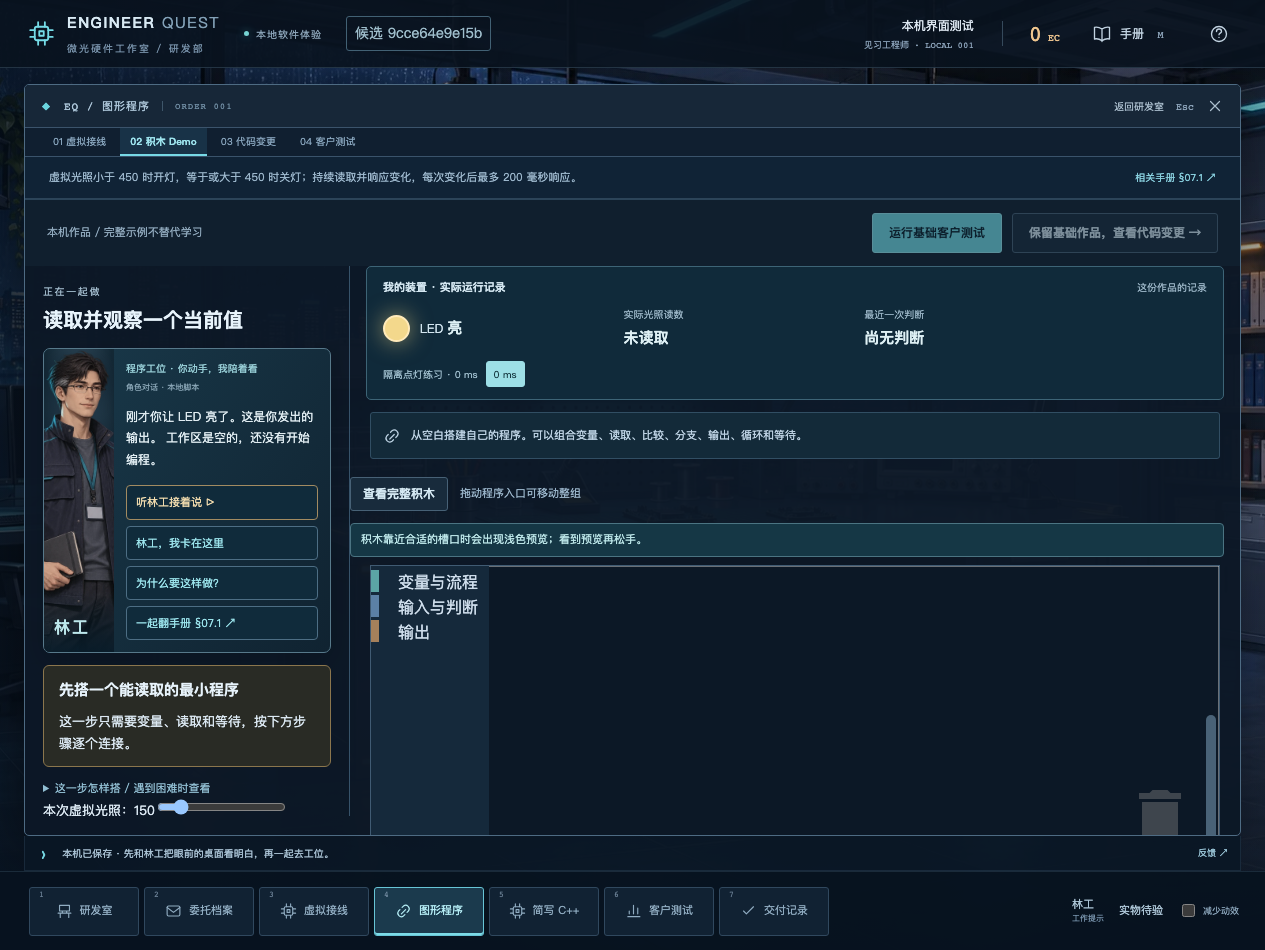 ENGINEER QUEST
微光硬件工作室 / 研发部
本地软件体验
候选 9cce64e9e15b
本机界面测试
见习工程师 · LOCAL 001
0 EC
手册 M
?
EQ / 图形程序
ORDER 001
返回研发室 Esc
01 虚拟接线
02 积木 Demo
03 代码变更
04 客户测试
虚拟光照小于 450 时开灯，等于或大于 450 时关灯；持续读取并响应变化，每次变化后最多 200 毫秒响应。
相关手册 §07.1 ↗
本机作品 / 完整示例不替代学习
运行基础客户测试
保留基础作品，查看代码变更 →
正在一起做
读取并观察一个当前值
程序工位 · 你动手，我陪着看
角色对话 · 本地脚本
刚才你让 LED 亮了。这是你发出的
输出。 工作区是空的，还没有开始
编程。
听林工接着说 ▷
林工，我卡在这里
为什么要这样做?
一起翻手册 §07.1 ↗
林工
先搭一个能读取的最小程序
这一步只需要变量、读取和等待，按下方步
骤逐个连接。
▶ 这一步怎样搭 / 遇到困难时查看
本次虚拟光照：150
我的装置 · 实际运行记录
这份作品的记录
LED 亮
实际光照读数
未读取
最近一次判断
尚无判断
隔离点灯练习 · 0 ms
0 ms
从空白搭建自己的程序。可以组合变量、读取、比较、分支、输出、循环和等待。
查看完整积木
拖动程序入口可移动整组
积木靠近合适的槽口时会出现浅色预览；看到预览再松手。
变量与流程
输入与判断
输出
本机已保存 · 先和林工把眼前的桌面看明白，再一起去工位。
反馈 ↗
1 研发室
2 委托档案
3 虚拟接线
4 图形程序
5 简写 C++
6 客户测试
7 交付记录
林工
工作提示
实物待验
减少动效